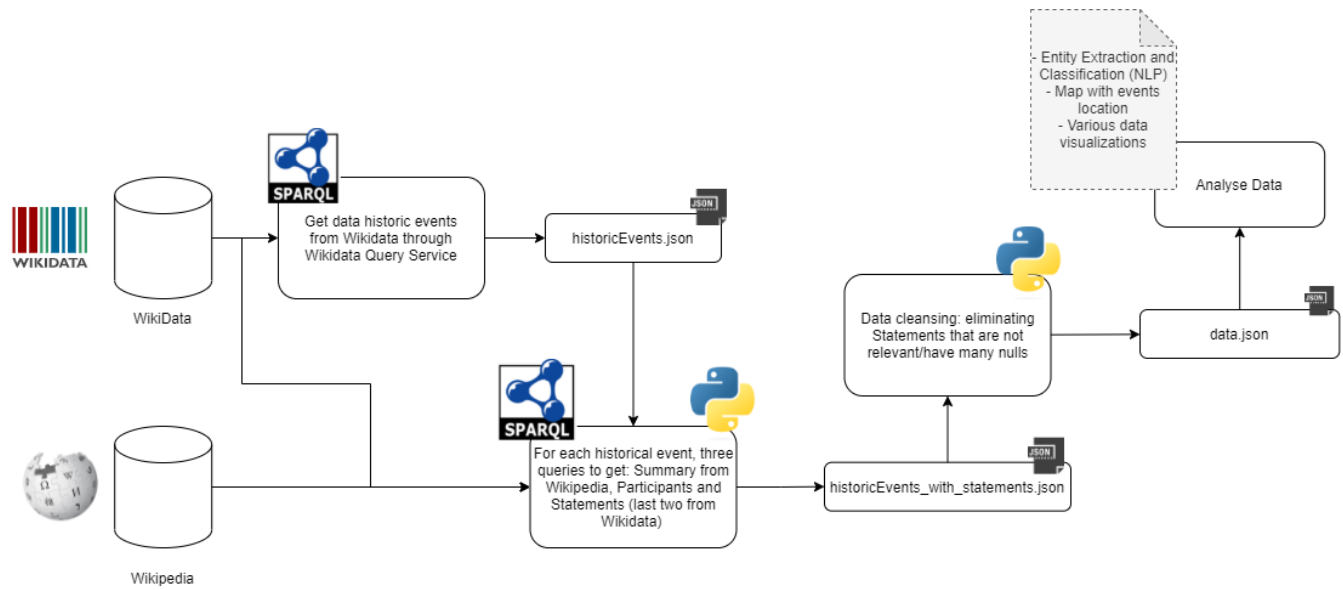 - Entity Extraction and
Classification (NLP)
- Map with events
location
- Various data
visualizations
Analyse Data
SPARQL
Get data historic events
from Wikidata through
Wikidata Query Service
JSON
historicEvents.json
WIKIDATA
WikiData
Data cleansing: eliminating
Statements that are not
relevant/have many nulls
JSON
data.json
SPARQL
For each historical event, three
queries to get: Summary from
Wikipedia, Participants and
Statements (last two from
Wikidata)
JSON
historicEvents_with_statements.json
Ω
W
И
Wikipedia